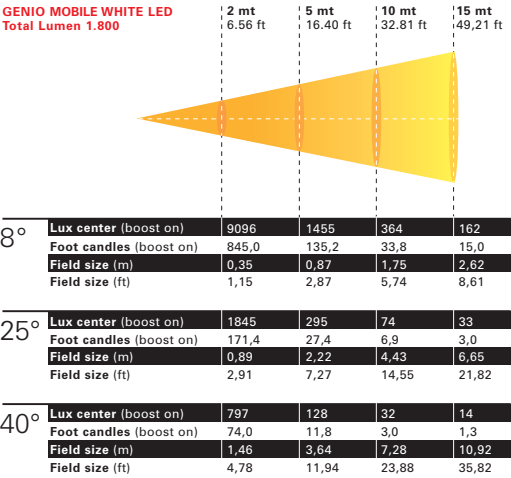 GENIO MOBILE WHITE LED 2 mt 5 mt 10 mt 15 mt
Total Lumen 1.800 6.56 ft 16.40 ft 32.81 ft 49,21 ft
8°
Lux center (boost on) 9096 1455 364 162
Foot candles (boost on) 845,0 135,2 33,8 15,0
Field size (m) 0,35 0,87 1,75 2,62
Field size (ft) 1,15 2,87 5,74 8,61
25°
Lux center (boost on) 1845 295 74 33
Foot candles (boost on) 171,4 27,4 6,9 3,0
Field size (m) 0,89 2,22 4,43 6,65
Field size (ft) 2,91 7,27 14,55 21,82
40°
Lux center (boost on) 797 128 32 14
Foot candles (boost on) 74,0 11,8 3,0 1,3
Field size (m) 1,46 3,64 7,28 10,92
Field size (ft) 4,78 11,94 23,88 35,82